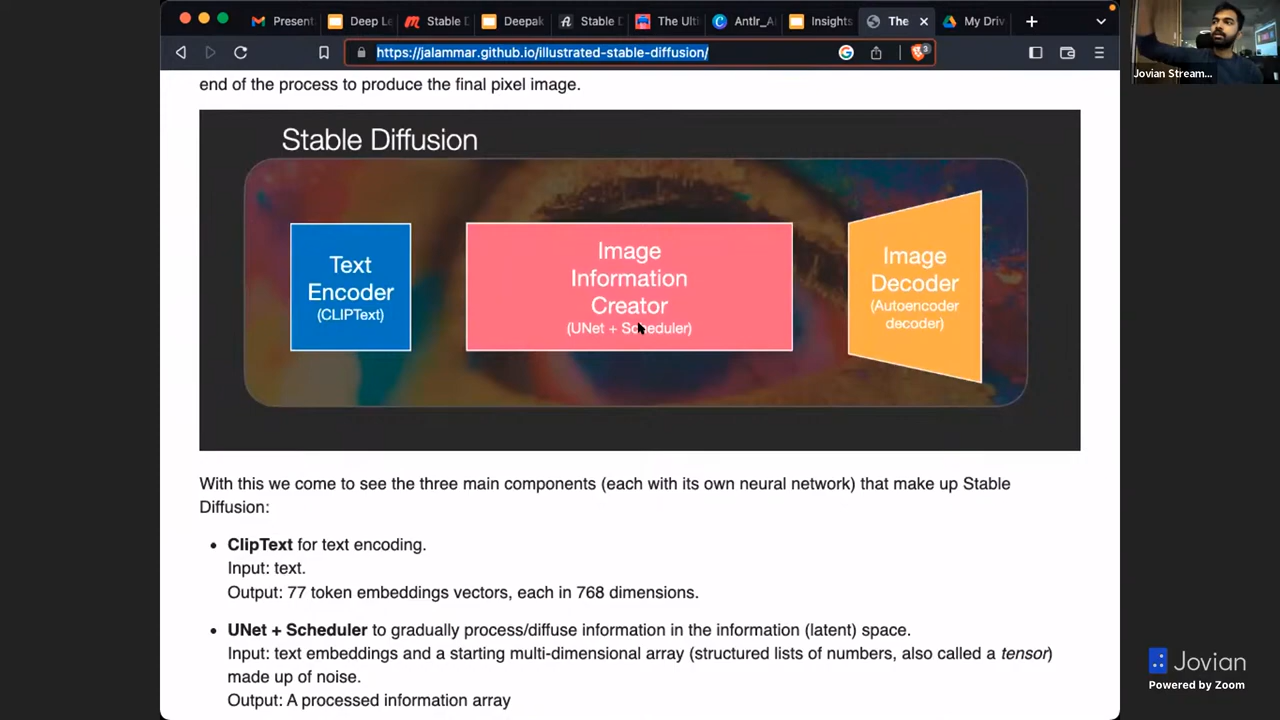 Present
Deep Le
Stable D
Deepak
Stable D
The Ulti
Antlr_A
Insights
The
My Driv
https://jalammar.github.io/illustrated-stable-diffusion/
3
Jovian Stream...
end of the process to produce the final pixel image.
Stable Diffusion
Text
Encoder
(CLIPText)
Image
Information
Creator
(UNet + Scheduler)
Image
Decoder
(Autoencoder
decoder)
With this we come to see the three main components (each with its own neural network) that make up Stable
Diffusion:
• ClipText for text encoding.
Input: text.
Output: 77 token embeddings vectors, each in 768 dimensions.
• UNet + Scheduler to gradually process/diffuse information in the information (latent) space.
Input: text embeddings and a starting multi-dimensional array (structured lists of numbers, also called a tensor)
made up of noise.
Output: A processed information array
Jovian
Powered by Zoom